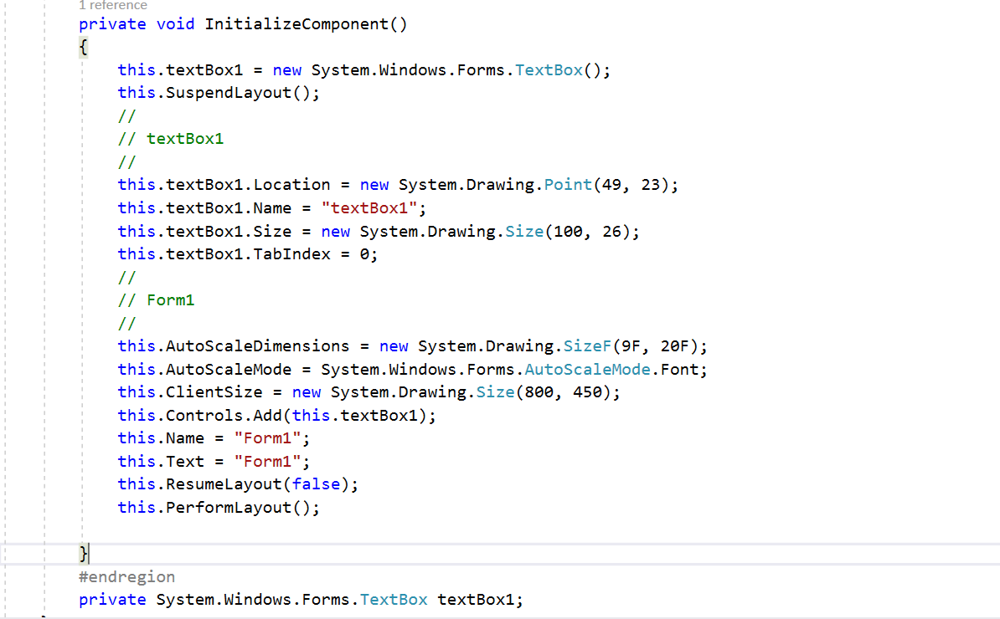 1 reference
private void InitializeComponent()
{
this.textBox1 = new System.Windows.Forms.TextBox();
this.SuspendLayout();
//
// textBox1
//
this.textBox1.Location = new System.Drawing.Point(49, 23);
this.textBox1.Name = "textBox1";
this.textBox1.Size = new System.Drawing.Size(100, 26);
this.textBox1.TabIndex = 0;
//
// Form1
//
this.AutoScaleDimensions = new System.Drawing.SizeF(9F, 20F);
this.AutoScaleMode = System.Windows.Forms.AutoScaleMode.Font;
this.ClientSize = new System.Drawing.Size(800, 450);
this.Controls.Add(this.textBox1);
this.Name = "Form1";
this.Text = "Form1";
this.ResumeLayout(false);
this.PerformLayout();
}
#endregion
private System.Windows.Forms.TextBox textBox1;